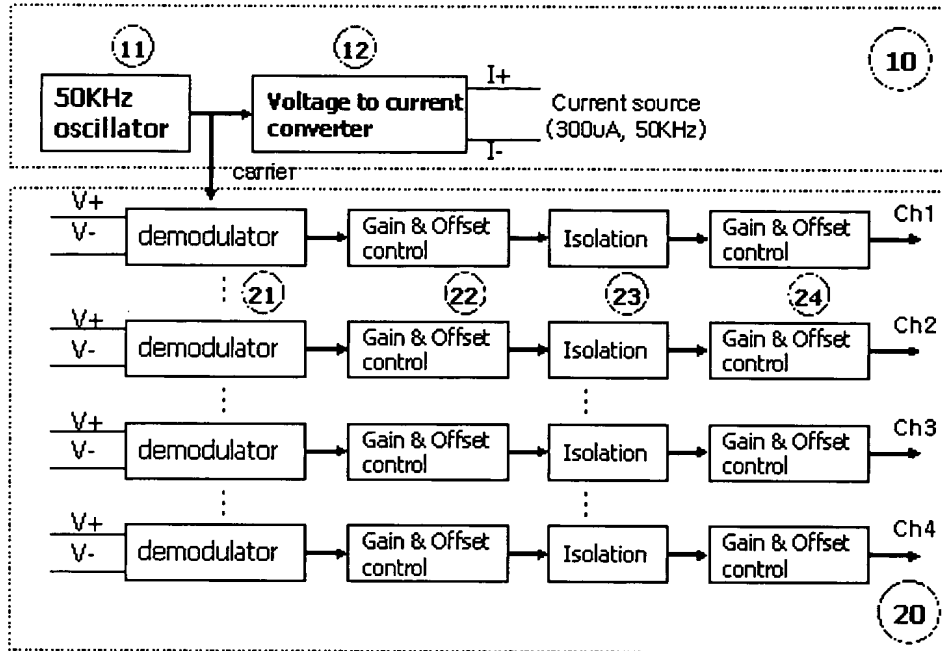 11
12
10
50KHz
oscillator
Voltage to current
converter
I+
I-
Current source
(300uA, 50KHz)
carrier
V+
V-
demodulator
Gain & Offset
control
Isolation
Gain & Offset
control
Ch1
21
22
23
24
V+
V-
demodulator
Gain & Offset
control
Isolation
Gain & Offset
control
Ch2
V+
V-
demodulator
Gain & Offset
control
Isolation
Gain & Offset
control
Ch3
V+
V-
demodulator
Gain & Offset
control
Isolation
Gain & Offset
control
Ch4
20